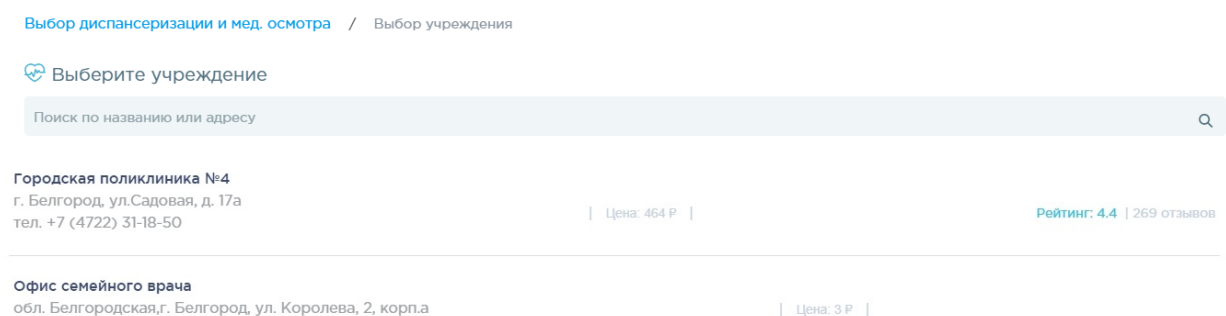 Выбор диспансеризации и мед. осмотра / Выбор учреждения
Выберите учреждение
Поиск по названию или адресу
Городская поликлиника №4
г. Белгород, ул.Садовая, д. 17а
тел. +7 (4722) 31-18-50
| Цена: 464 ₽ |
Рейтинг: 4.4 | 269 отзывов
Офис семейного врача
обл. Белгородская,г. Белгород, ул. Королева, 2, корп.а
| Цена: 3 ₽ |